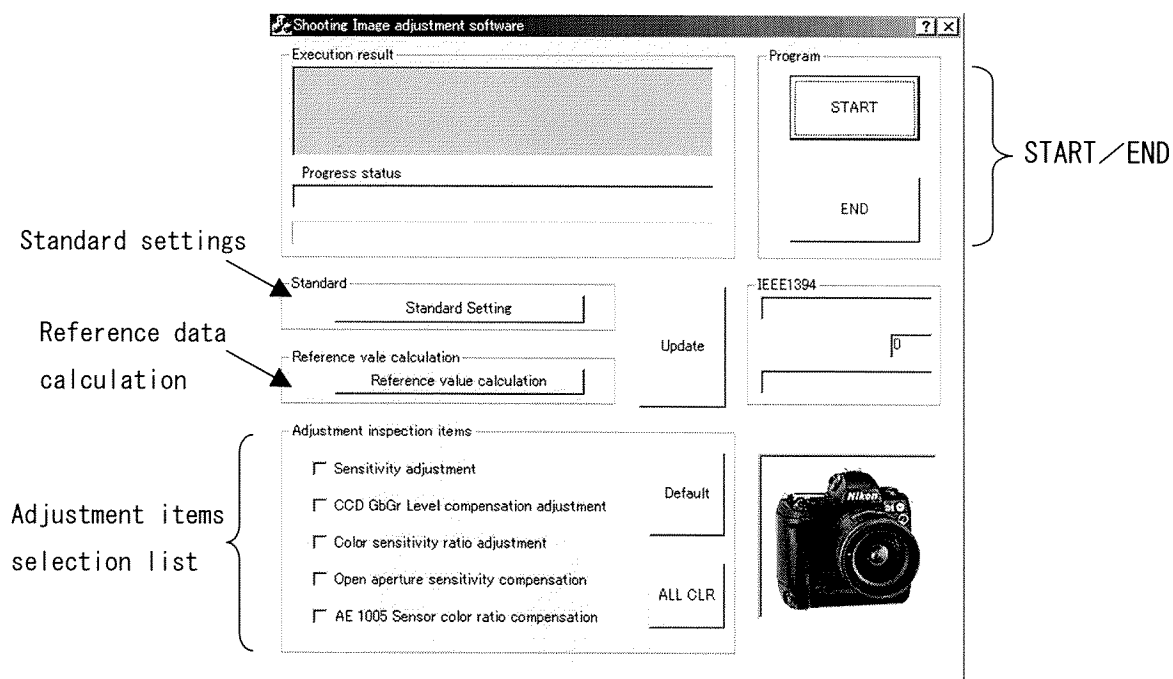 Shooting Image adjustment software
Execution result
Progress status
Program
START
END
START／END
Standard settings
Standard
Standard Setting
Update
IEEE1394
0
Reference data
calculation
Reference vale calculation
Reference value calculation
Adjustment items
selection list
Adjustment inspection items
Sensitivity adjustment
CCD GbGr Level compensation adjustment
Color sensitivity ratio adjustment
Open aperture sensitivity compensation
AE 1005 Sensor color ratio compensation
Default
ALL CLR
Nikon